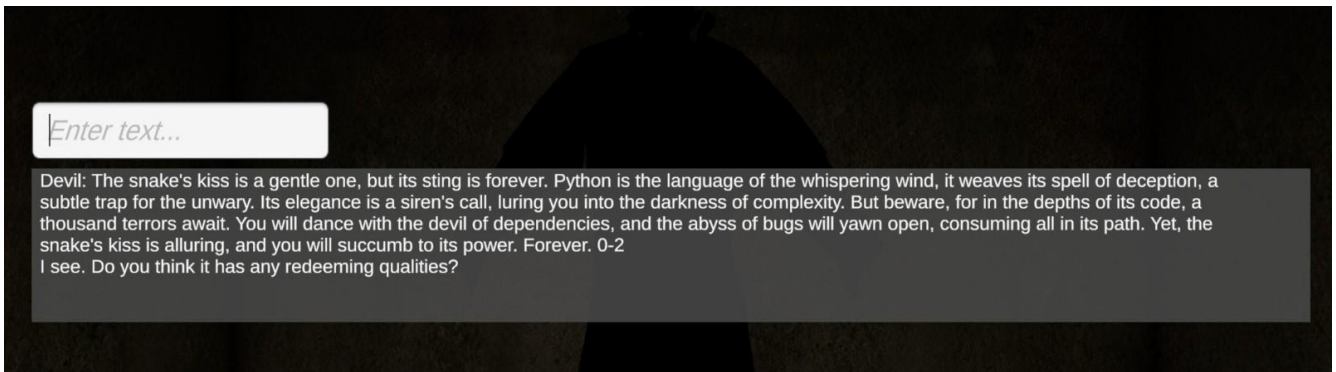 Enter text...
Devil: The snake's kiss is a gentle one, but its sting is forever. Python is the language of the whispering wind, it weaves its spell of deception, a
subtle trap for the unwary. Its elegance is a siren's call, luring you into the darkness of complexity. But beware, for in the depths of its code, a
thousand terrors await. You will dance with the devil of dependencies, and the abyss of bugs will yawn open, consuming all in its path. Yet, the
snake's kiss is alluring, and you will succumb to its power. Forever. 0-2
I see. Do you think it has any redeeming qualities?